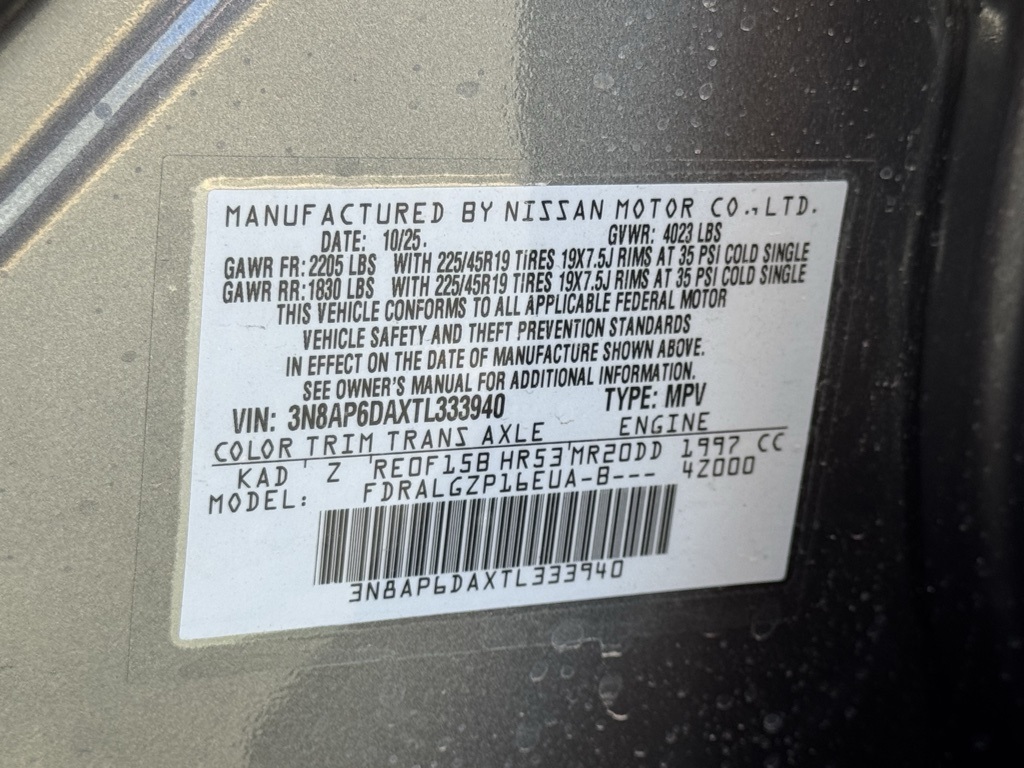 MANUFACTURED BY NISSAN MOTOR CO., LTD.
DATE: 10/25. GVWR: 4023 LBS
GAWR FR: 2205 LBS WITH 225/45R19 TIRES 19X7.5J RIMS AT 35 PSI COLD SINGLE
GAWR RR: 1830 LBS WITH 225/45R19 TIRES 19X7.5J RIMS AT 35 PSI COLD SINGLE
THIS VEHICLE CONFORMS TO ALL APPLICABLE FEDERAL MOTOR
VEHICLE SAFETY AND THEFT PREVENTION STANDARDS
IN EFFECT ON THE DATE OF MANUFACTURE SHOWN ABOVE.
SEE OWNER'S MANUAL FOR ADDITIONAL INFORMATION.
VIN: 3N8AP6DAXTL333940 TYPE: MPV
COLOR TRIM TRANS AXLE ENGINE
KAD Z RE0F15B HR53 MR20DD 1997 CC
MODEL: FDRALGZP16EUA-B--- 4Z000
3N8AP6DAXTL333940